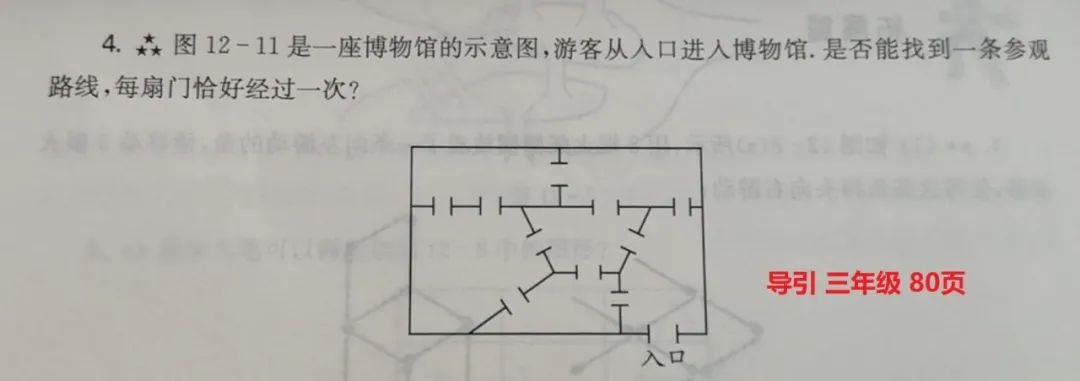 4. ⁂ 图 12-11 是一座博物馆的示意图,游客从入口进入博物馆. 是否能找到一条参观
路线,每扇门恰好经过一次?
导引 三年级 80页
入口